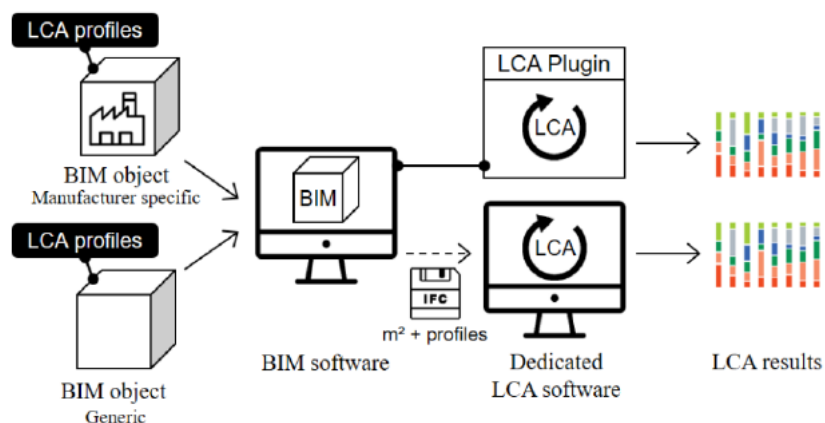 LCA profiles
BIM object
Manufacturer specific
LCA profiles
BIM object
Generic
BIM
BIM software
IFC
m² + profiles
LCA Plugin
LCA
LCA
Dedicated
LCA software
LCA results